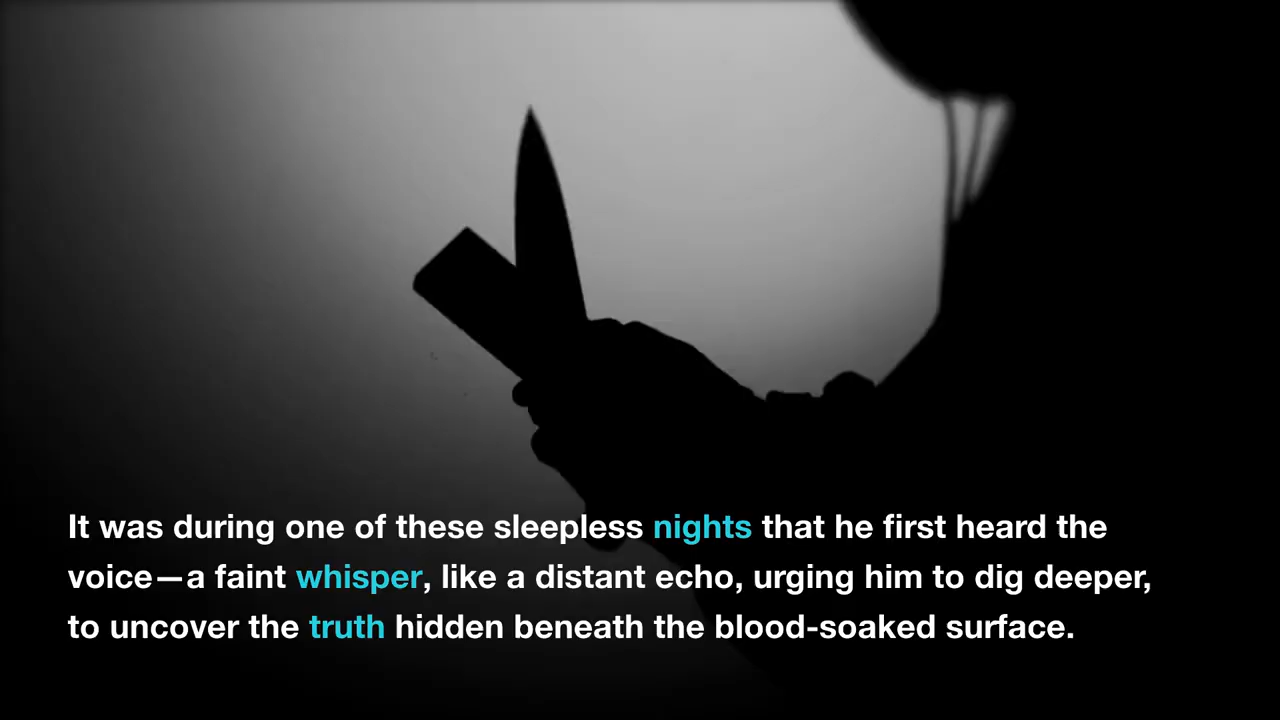 It was during one of these sleepless nights that he first heard the
voice—a faint whisper, like a distant echo, urging him to dig deeper,
to uncover the truth hidden beneath the blood-soaked surface.